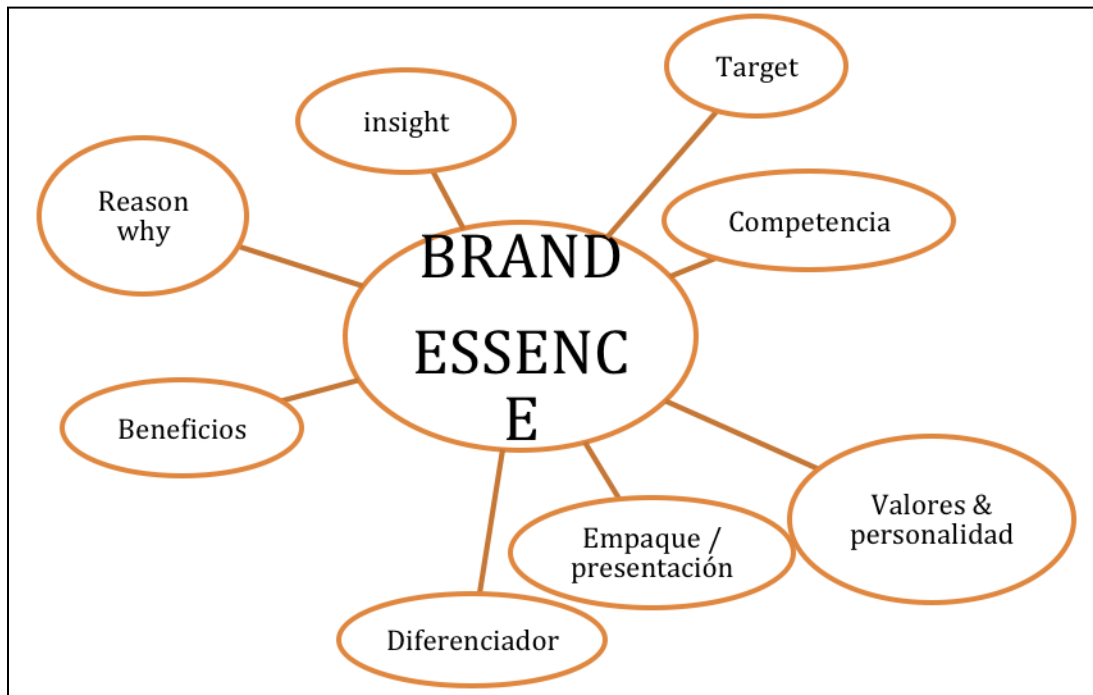 Target
insight
Reason
why
Competencia
BRAND
ESSENC
E
Beneficios
Valores &
personalidad
Empaque /
presentación
Diferenciador